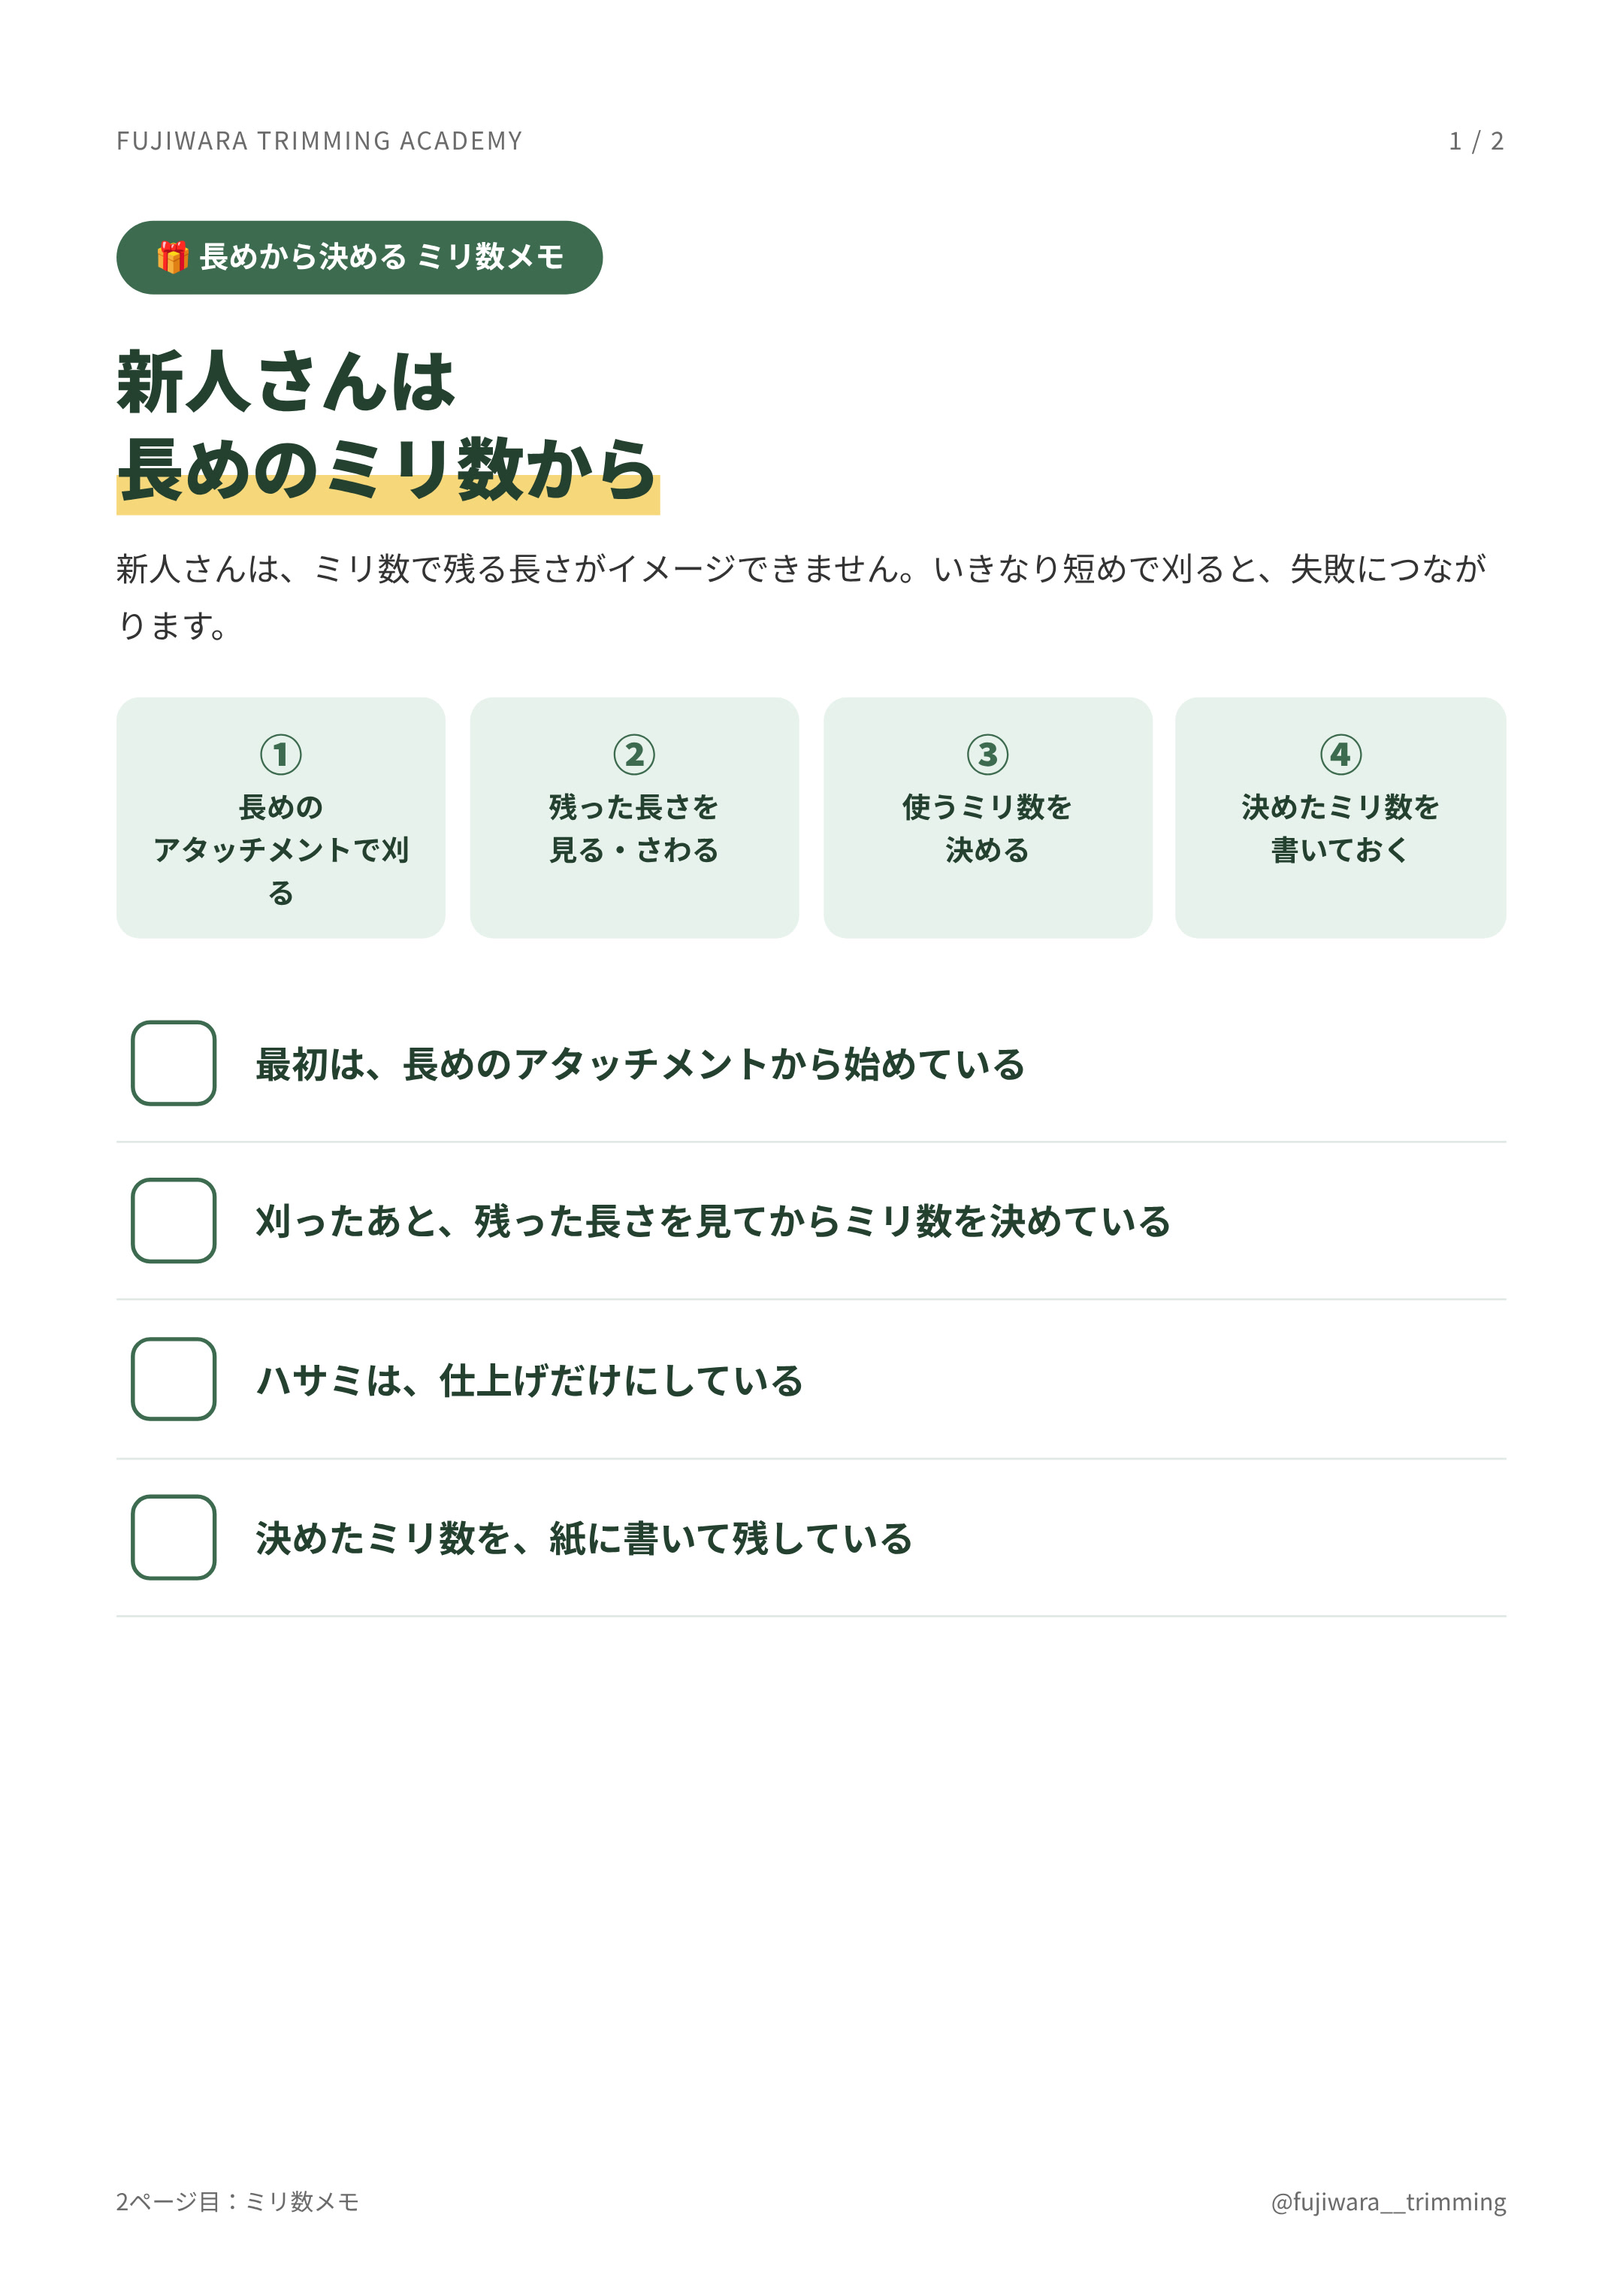 FUJIWARA TRIMMING ACADEMY
1 / 2
🎁 長めから決める ミリ数メモ
新人さんは
長めのミリ数から
新人さんは、ミリ数で残る長さがイメージできません。いきなり短めで刈ると、失敗につなが
ります。
①
長めの
アタッチメントで刈
る
②
残った長さを
見る・さわる
③
使うミリ数を
決める
④
決めたミリ数を
書いておく
最初は、長めのアタッチメントから始めている
刈ったあと、残った長さを見てからミリ数を決めている
ハサミは、仕上げだけにしている
決めたミリ数を、紙に書いて残している
2ページ目：ミリ数メモ
@fujiwara__trimming